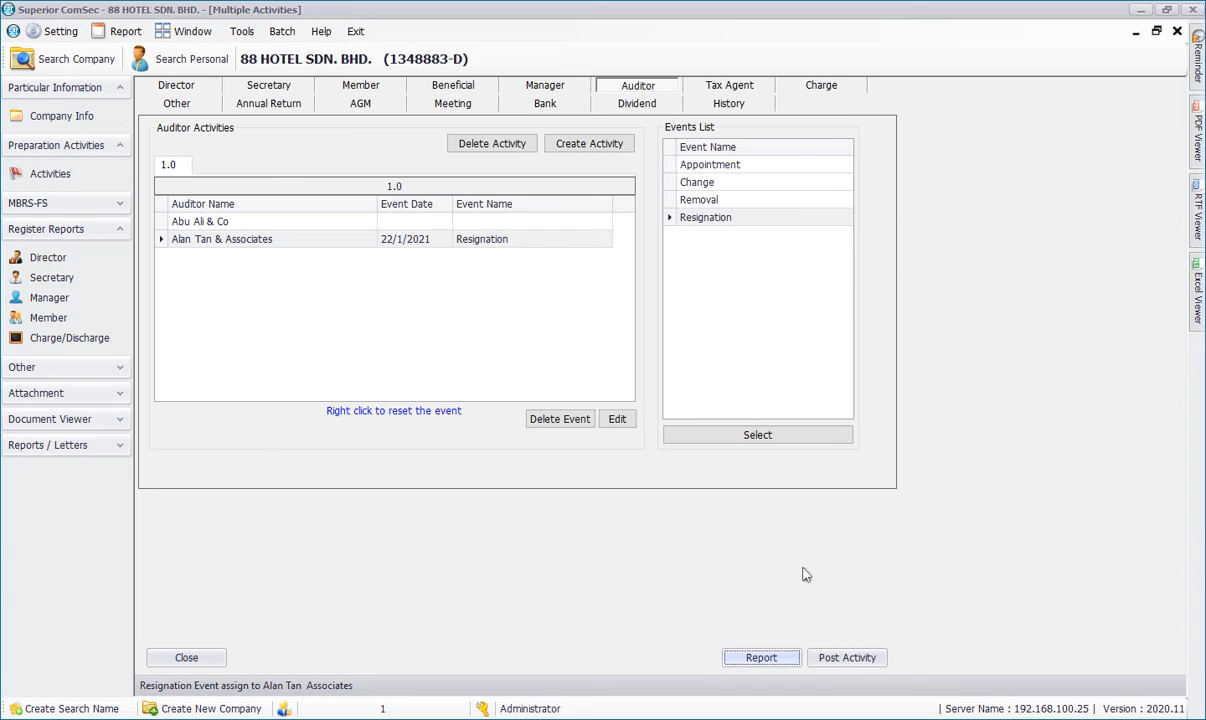 Superior ComSec - 88 HOTEL SDN. BHD. - [Multiple Activities]
Setting Report Window Tools Batch Help Exit
Search Company Search Personal 88 HOTEL SDN. BHD. (1348883-D)
Particular Infomation
Company Info
Preparation Activities
Activities
MBRS-FS
Register Reports
Director
Secretary
Manager
Member
Charge/Discharge
Other
Attachment
Document Viewer
Reports / Letters
Director Secretary Member Beneficial Manager Auditor Tax Agent Charge
Other Annual Return AGM Meeting Bank Dividend History
Auditor Activities
Delete Activity Create Activity
1.0
1.0
Auditor Name Event Date Event Name
Abu Ali & Co
Alan Tan & Associates 22/1/2021 Resignation
Right click to reset the event
Delete Event Edit
Events List
Event Name
Appointment
Change
Removal
Resignation
Select
Close Report Post Activity
Resignation Event assign to Alan Tan Associates
Create Search Name Create New Company 1 Administrator | Server Name : 192.168.100.25 | Version : 2020.11
Reminder
PDF Viewer
RTF Viewer
Excel Viewer